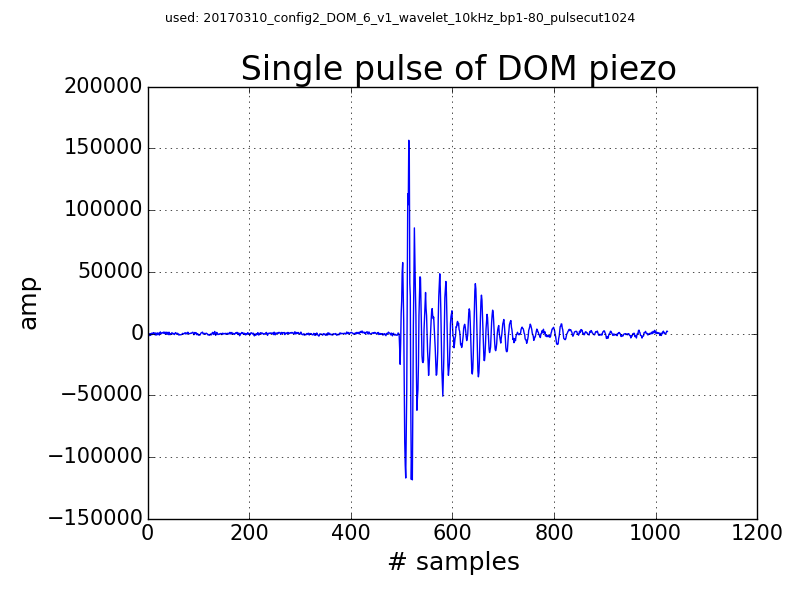 used: 20170310_config2_DOM_6_v1_wavelet_10kHz_bp1-80_pulsecut1024
Single pulse of DOM piezo
200000
150000
100000
50000
0
−50000
−100000
−150000
amp
0 200 400 600 800 1000 1200
# samples